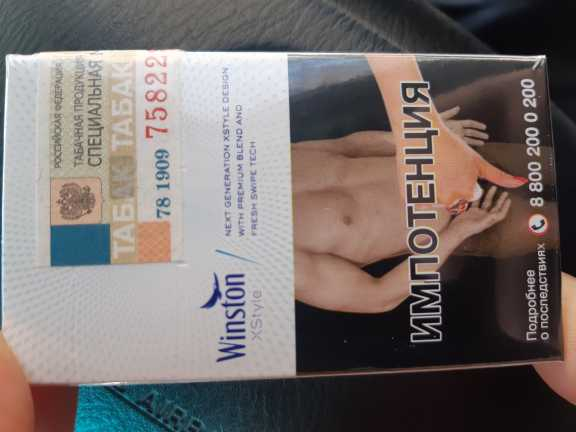 РОССИЙСКАЯ ФЕДЕРАЦИЯ
ТАБАЧНАЯ ПРОДУКЦИЯ
СПЕЦИАЛЬНАЯ
ТАБАК ТАБАК
78 1909 758223
Winston
XStyle
NEXT GENERATION XSTYLE DESIGN
WITH PREMIUM BLEND AND
FRESH SWIPE TECH
ИМПОТЕНЦИЯ
Подробнее
о последствиях
8 800 200 0 200